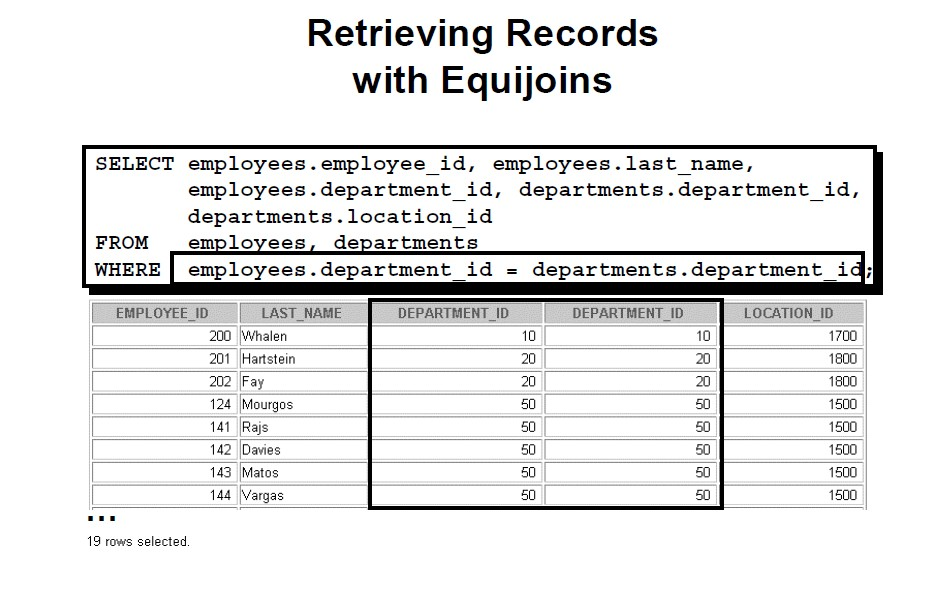 Retrieving Records
with Equijoins
SELECT employees.employee_id, employees.last_name,
employees.department_id, departments.department_id,
departments.location_id
FROM employees, departments
WHERE employees.department_id = departments.department_id;
EMPLOYEE_ID LAST_NAME DEPARTMENT_ID DEPARTMENT_ID LOCATION_ID
200 Whalen 10 10 1700
201 Hartstein 20 20 1800
202 Fay 20 20 1800
124 Mourgos 50 50 1500
141 Rajs 50 50 1500
142 Davies 50 50 1500
143 Matos 50 50 1500
144 Vargas 50 50 1500
...
19 rows selected.